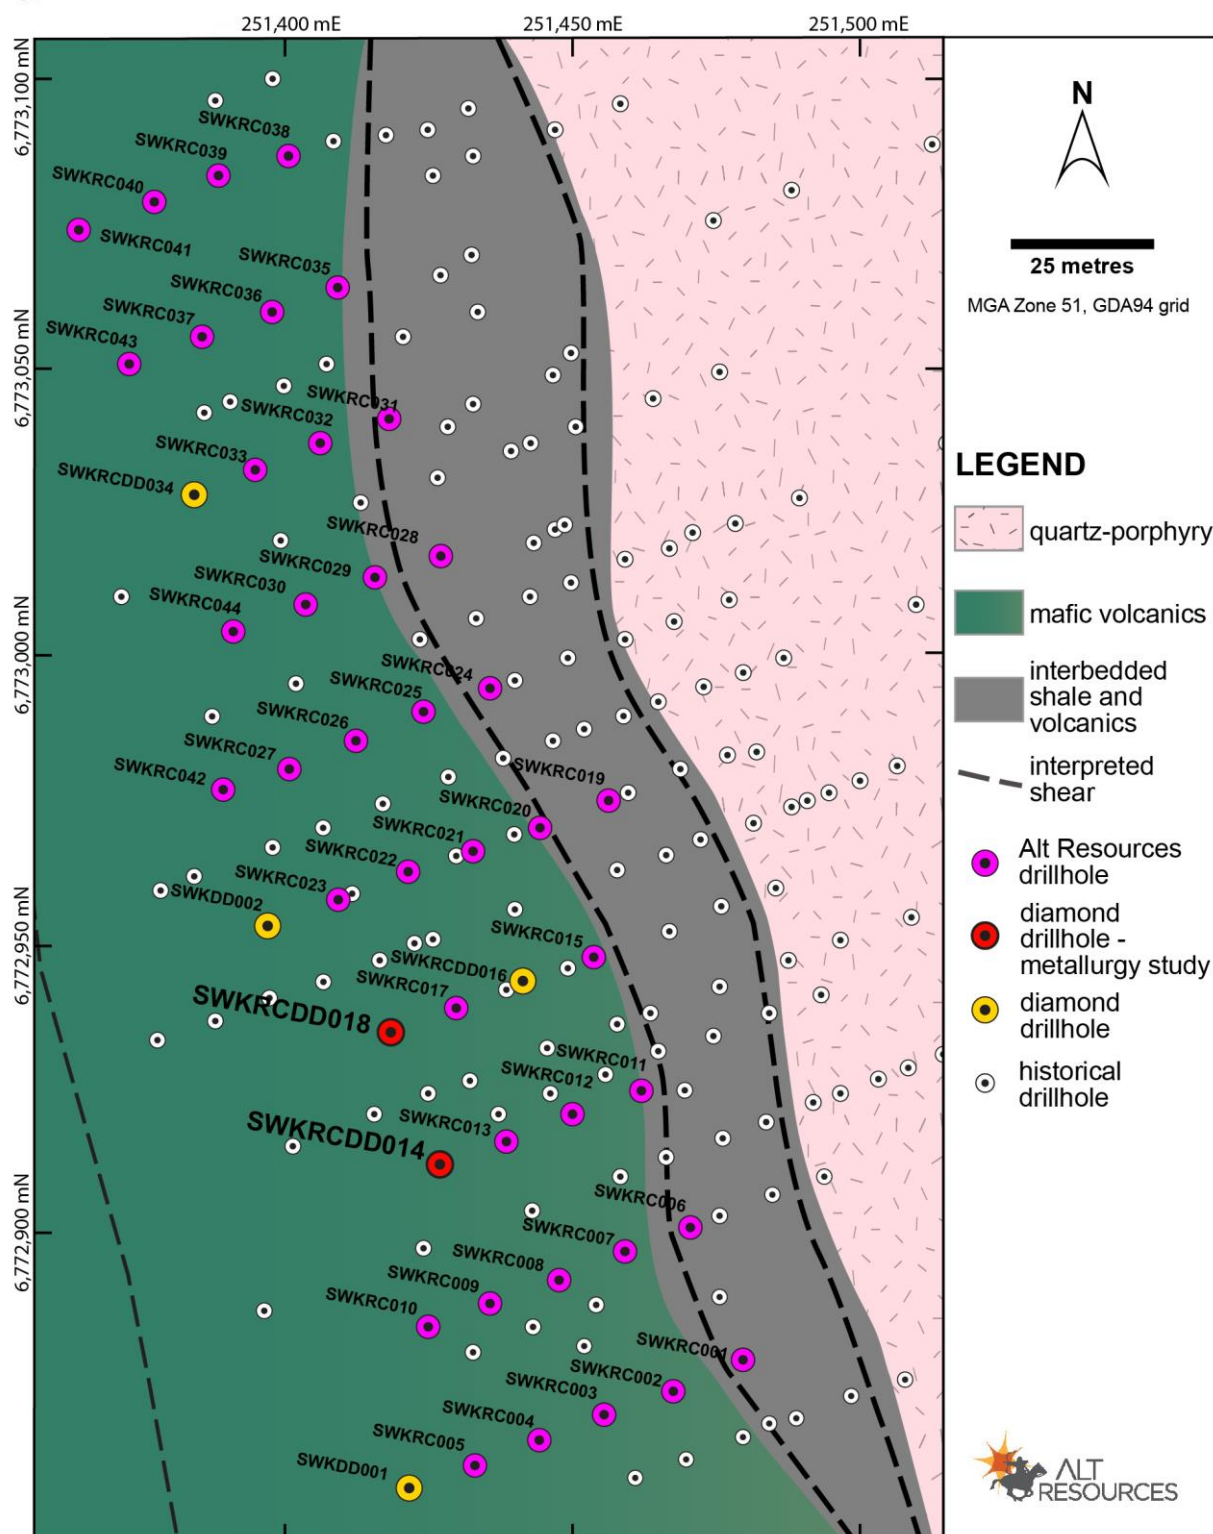 251,400 mE
251,450 mE
251,500 mE
6,773,100 mN
6,773,050 mN
6,773,000 mN
6,772,950 mN
6,772,900 mN
SWKRC038
SWKRC039
SWKRC040
SWKRC041
SWKRC035
SWKRC036
SWKRC037
SWKRC043
SWKRC031
SWKRC032
SWKRC033
SWKRCDD034
SWKRC028
SWKRC029
SWKRC030
SWKRC044
SWKRC024
SWKRC025
SWKRC026
SWKRC027
SWKRC042
SWKRC019
SWKRC020
SWKRC021
SWKRC022
SWKRC023
SWKDD002
SWKRC015
SWKRCDD016
SWKRC017
SWKRCDD018
SWKRC011
SWKRC012
SWKRC013
SWKRCDD014
SWKRC006
SWKRC007
SWKRC008
SWKRC009
SWKRC010
SWKRC001
SWKRC002
SWKRC003
SWKRC004
SWKRC005
SWKDD001
N
25 metres
MGA Zone 51, GDA94 grid
LEGEND
quartz-porphyry
mafic volcanics
interbedded
shale and
volcanics
interpreted
shear
Alt Resources
drillhole
diamond
drillhole -
metallurgy study
diamond
drillhole
historical
drillhole
ALT
RESOURCES